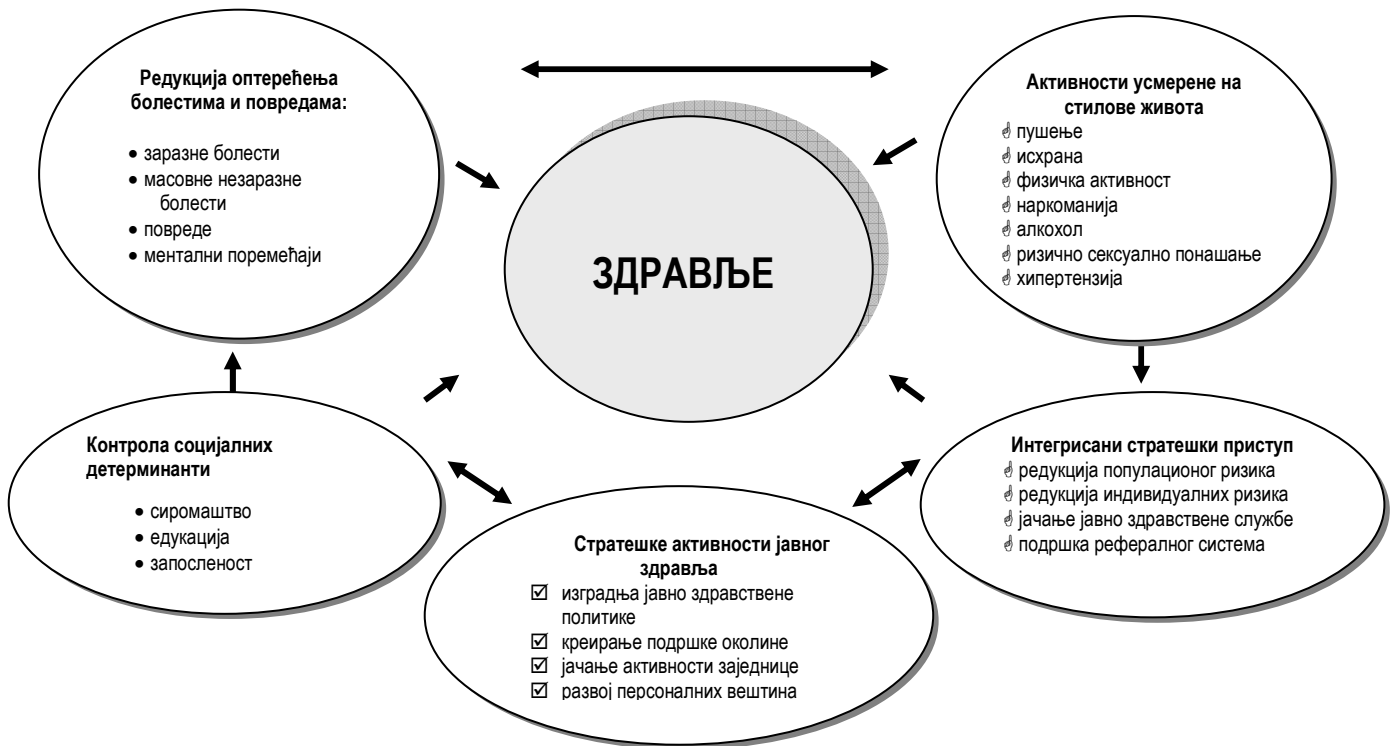 Редукција оптерећења
болестима и повредама:
• заразне болести
• масовне незаразне
болести
• повреде
• ментални поремећаји
Активности усмерене на
стилове живота
☝ пушење
☝ исхрана
☝ физичка активност
☝ наркоманија
☝ алкохол
☝ ризично сексуално понашање
☝ хипертензија
ЗДРАВЉЕ
Контрола социјалних
детерминанти
• сиромаштво
• едукација
• запосленост
Стратешке активности јавног
здравља
☑ изградња јавно здравствене
политике
☑ креирање подршке околине
☑ јачање активности заједнице
☑ развој персоналних вештина
Интегрисани стратешки приступ
☝ редукција популационог ризика
☝ редукција индивидуалних ризика
☝ јачање јавно здравствене службе
☝ подршка рефералног система